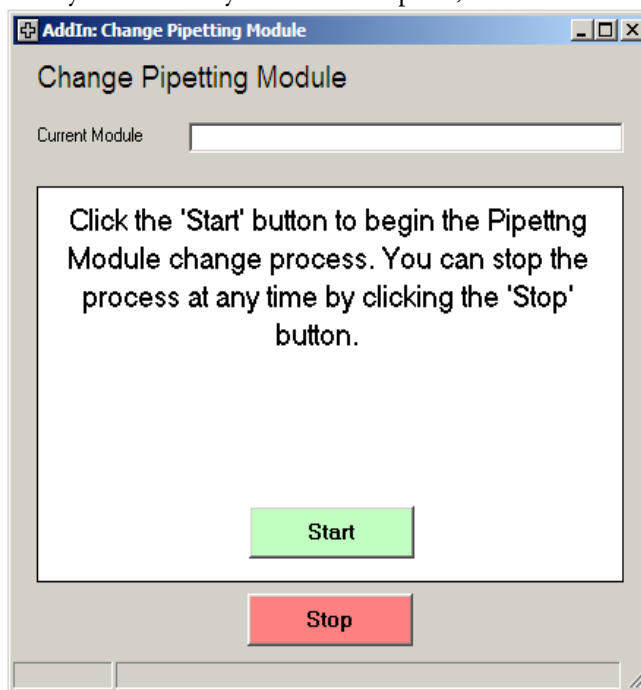 AddIn: Change Pipetting Module
Change Pipetting Module
Current Module
Click the 'Start' button to begin the Pipettng
Module change process. You can stop the
process at any time by clicking the 'Stop'
button.
Start
Stop